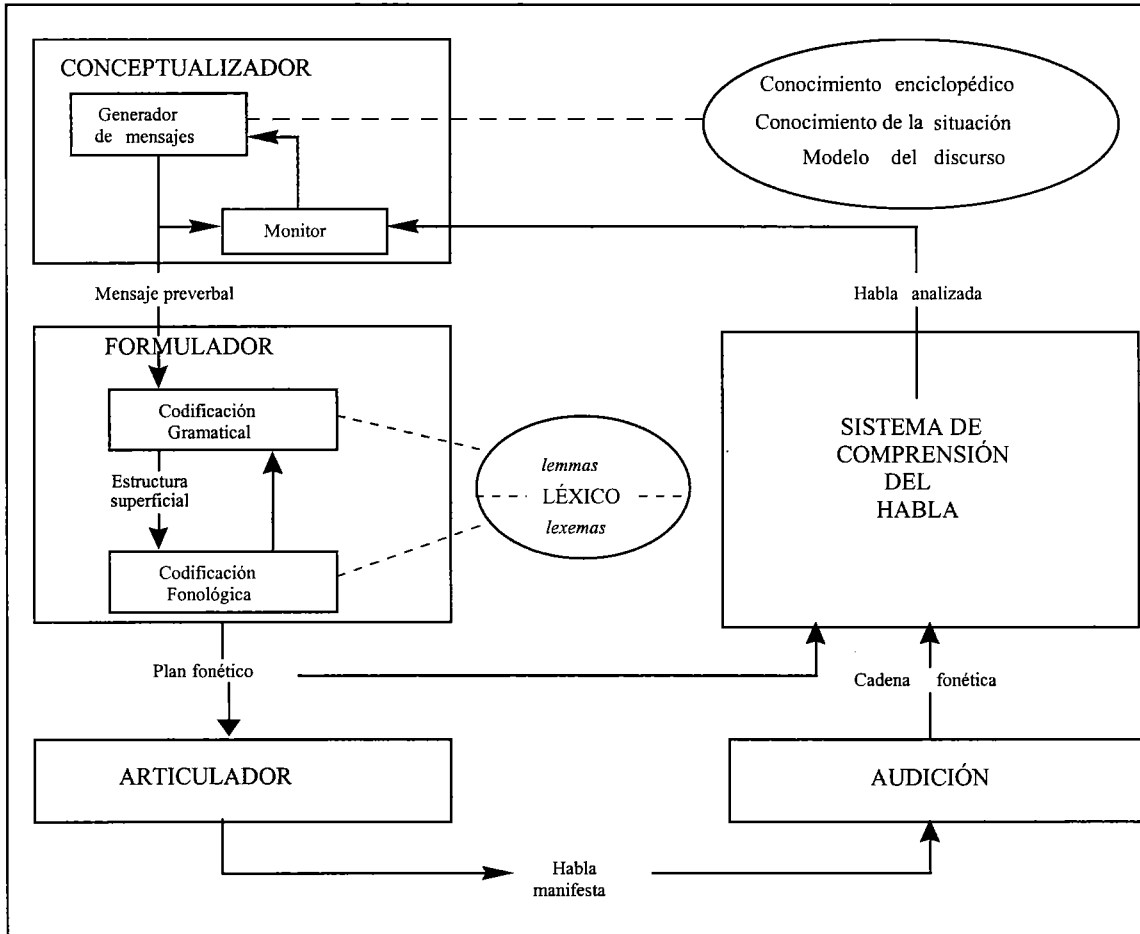 CONCEPTUALIZADOR
Generador
de mensajes
Monitor
Conocimiento enciclopédico
Conocimiento de la situación
Modelo del discurso
Mensaje preverbal
Habla analizada
FORMULADOR
Codificación
Gramatical
Estructura
superficial
Codificación
Fonológica
lemmas
LÉXICO
lexemas
SISTEMA DE
COMPRENSIÓN
DEL
HABLA
Plan fonético
Cadena fonética
ARTICULADOR
AUDICIÓN
Habla
manifesta